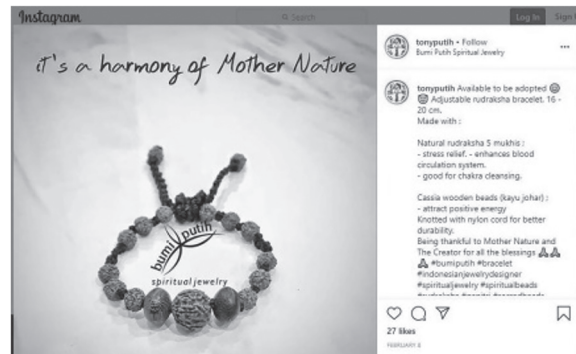 Instagram
Search
Log In
Sign
it's a harmony of Mother Nature
bumi putih
spiritual jewelry
tonyputih • Follow
Bumi Putih Spiritual Jewelry
tonyputih Available to be adopted
Adjustable rudraksha bracelet. 16 -
20 cm.
Made with :
Natural rudraksha 5 mukhis :
- stress relief. - enhances blood
circulation system.
- good for chakra cleansing.
Cassia wooden beads (kayu johar) :
- attract positive energy
Knotted with nylon cord for better
durability.
Being thankful to Mother Nature and
The Creator for all the blessings
#bumiputih #bracelet
#indonesianjewelrydesigner
#spiritualjewelry #spiritualbeads
27 likes
FEBRUARY 8